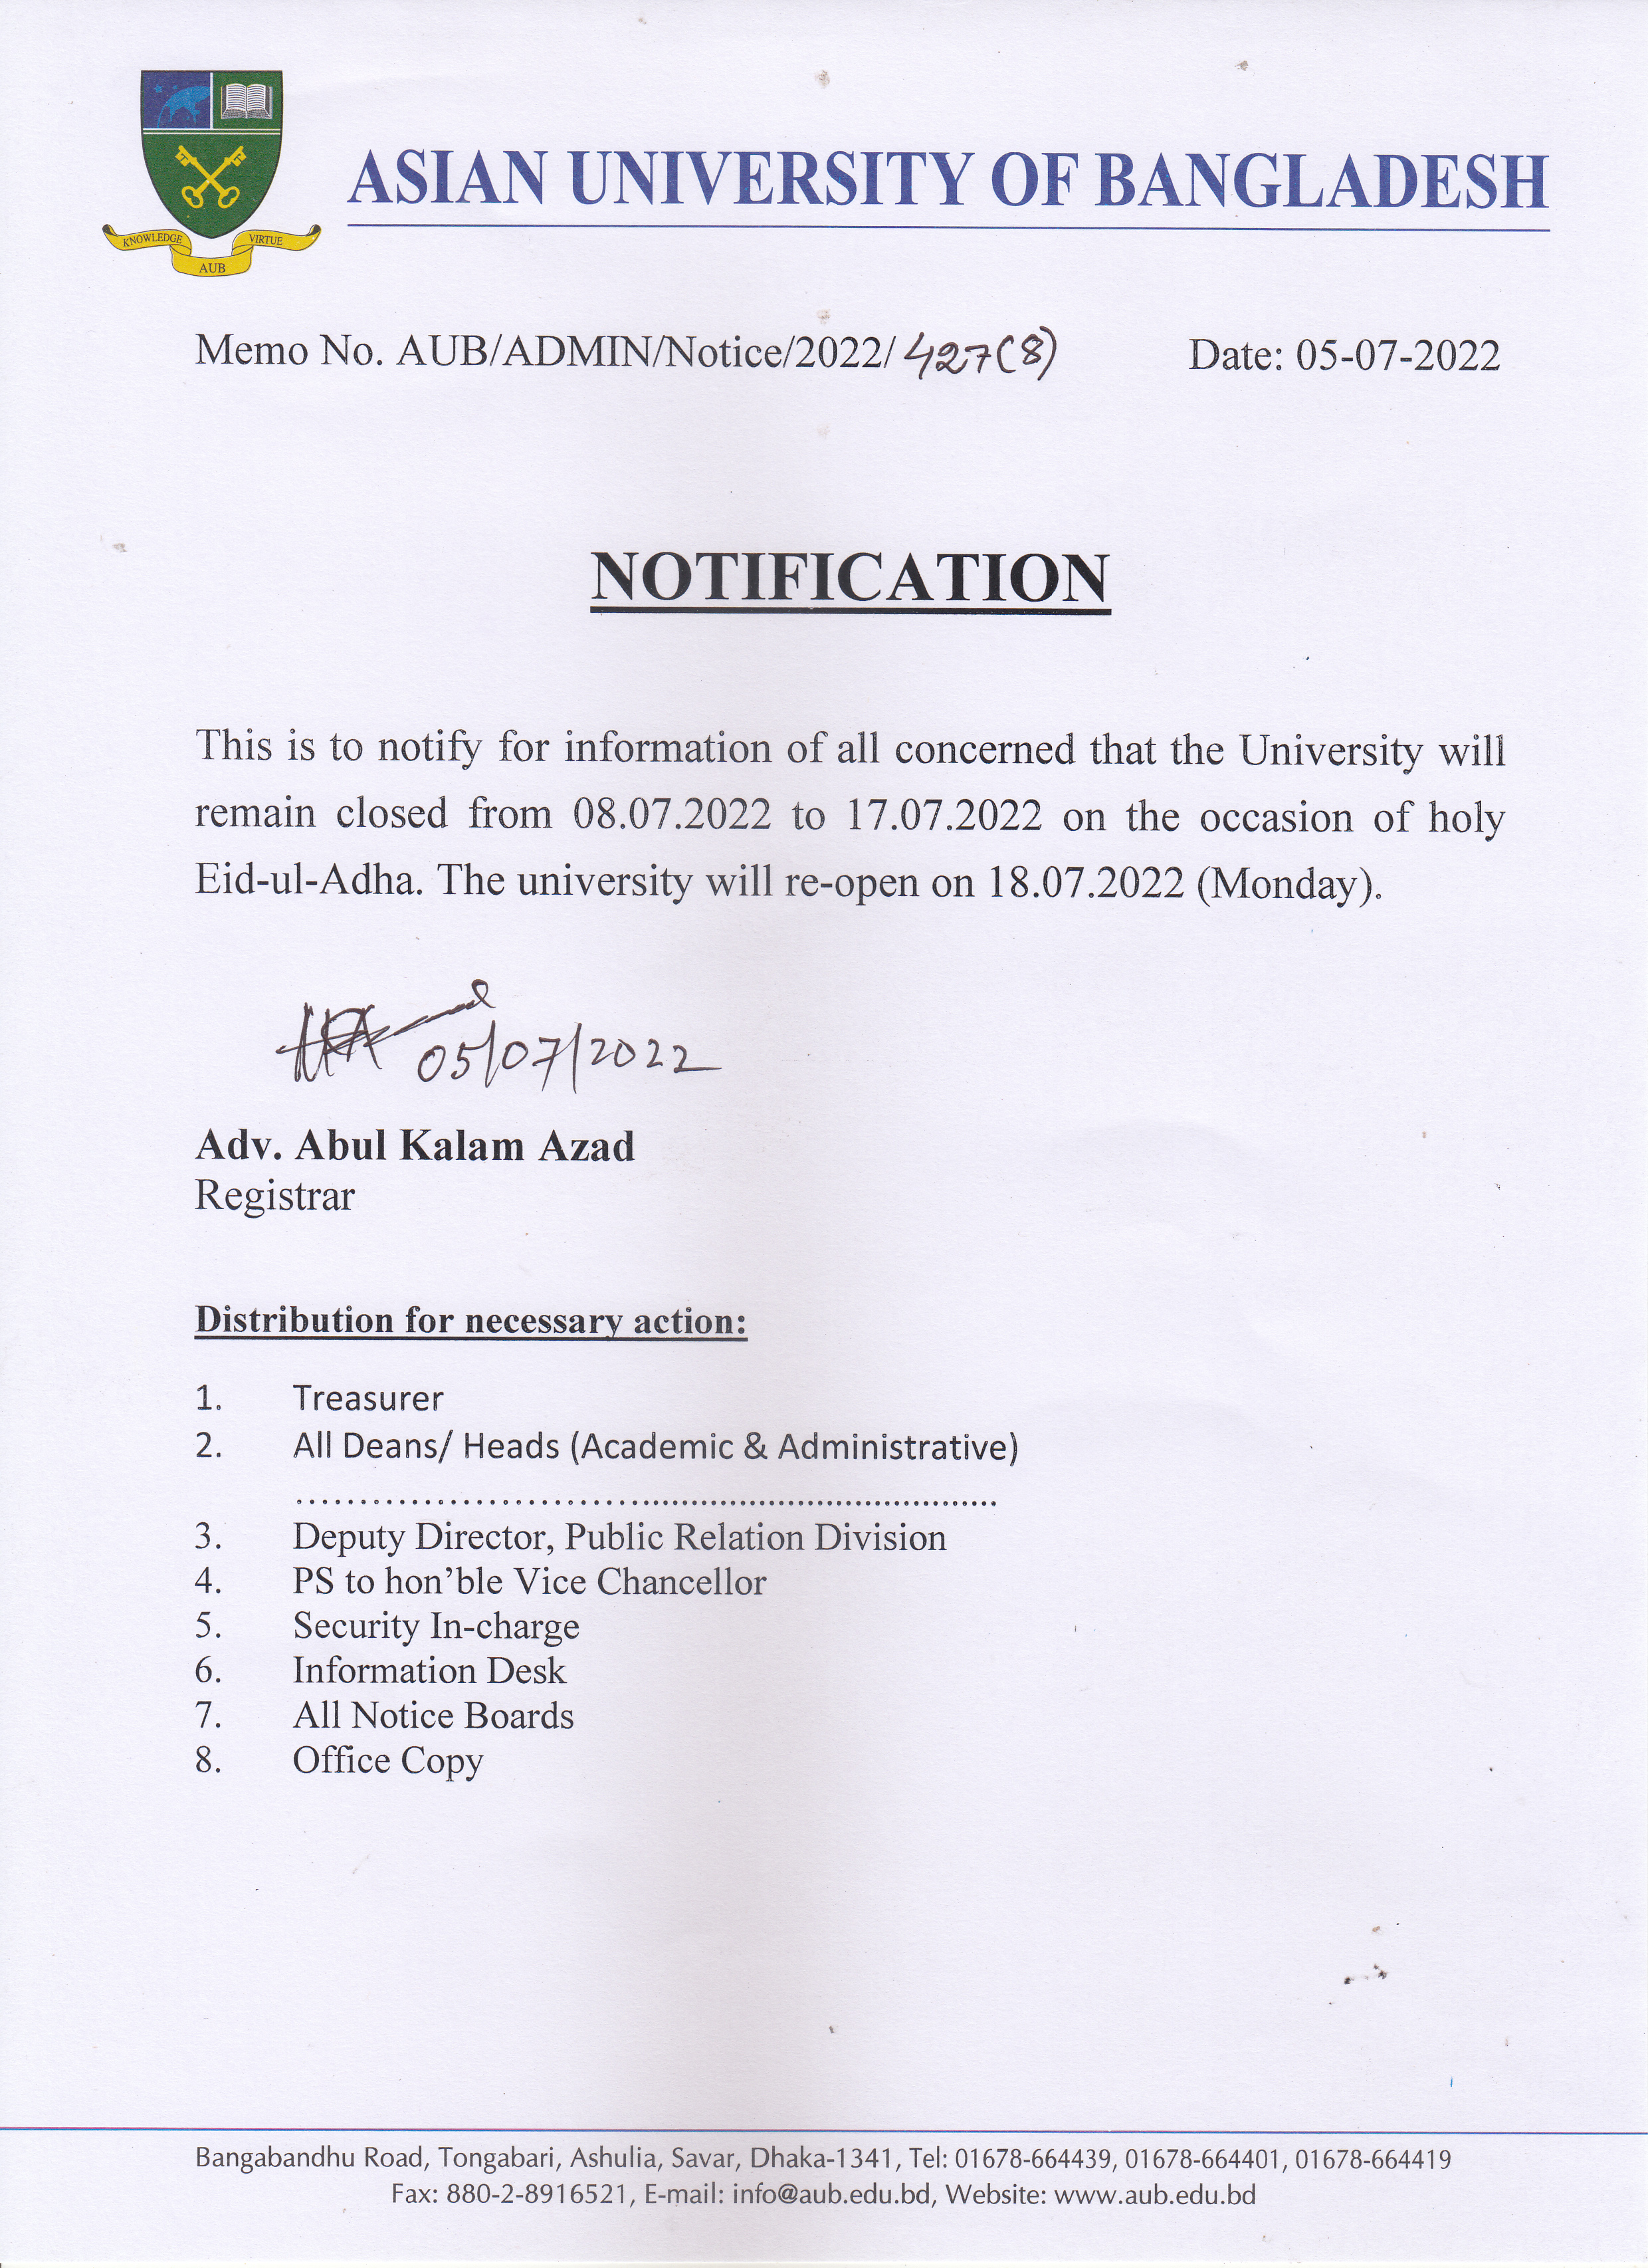 KNOWLEDGE VIRTUE
AUB
ASIAN UNIVERSITY OF BANGLADESH
Memo No. AUB/ADMIN/Notice/2022/ 427(8) Date: 05-07-2022
NOTIFICATION
This is to notify for information of all concerned that the University will
remain closed from 08.07.2022 to 17.07.2022 on the occasion of holy
Eid-ul-Adha. The university will re-open on 18.07.2022 (Monday).
05/07/2022
Adv. Abul Kalam Azad
Registrar
Distribution for necessary action:
1. Treasurer
2. All Deans/ Heads (Academic & Administrative)
................................................................
3. Deputy Director, Public Relation Division
4. PS to hon’ble Vice Chancellor
5. Security In-charge
6. Information Desk
7. All Notice Boards
8. Office Copy
Bangabandhu Road, Tongabari, Ashulia, Savar, Dhaka-1341, Tel: 01678-664439, 01678-664401, 01678-664419
Fax: 880-2-8916521, E-mail: info@aub.edu.bd, Website: www.aub.edu.bd